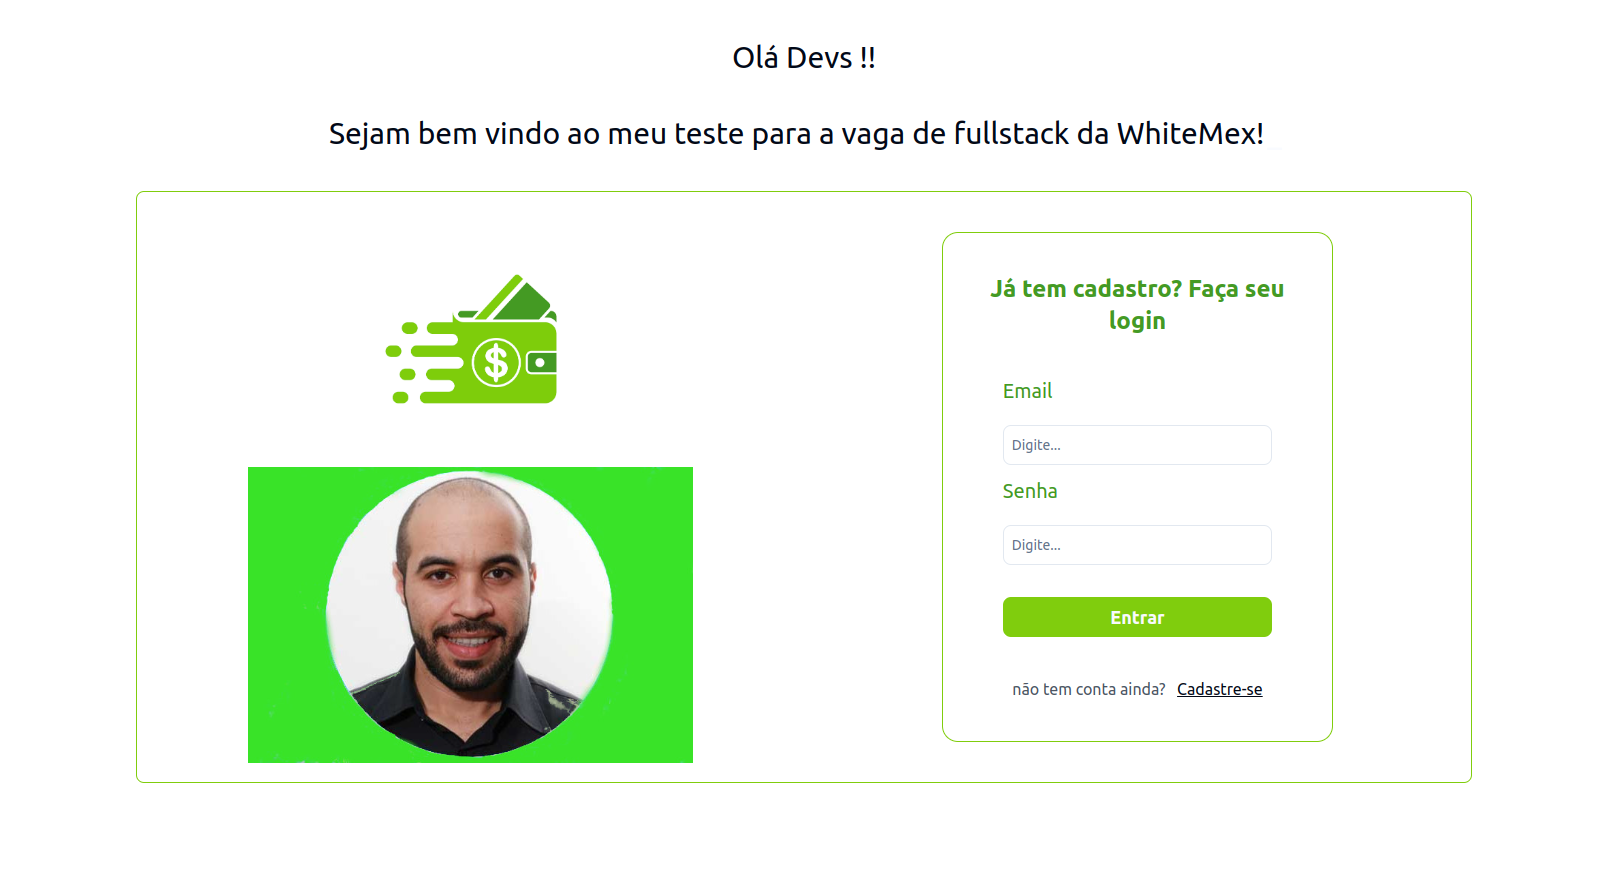 Olá Devs !!
Sejam bem vindo ao meu teste para a vaga de fullstack da WhiteMex!
$
Já tem cadastro? Faça seu
login
Email
Digite...
Senha
Digite...
Entrar
não tem conta ainda? Cadastre-se